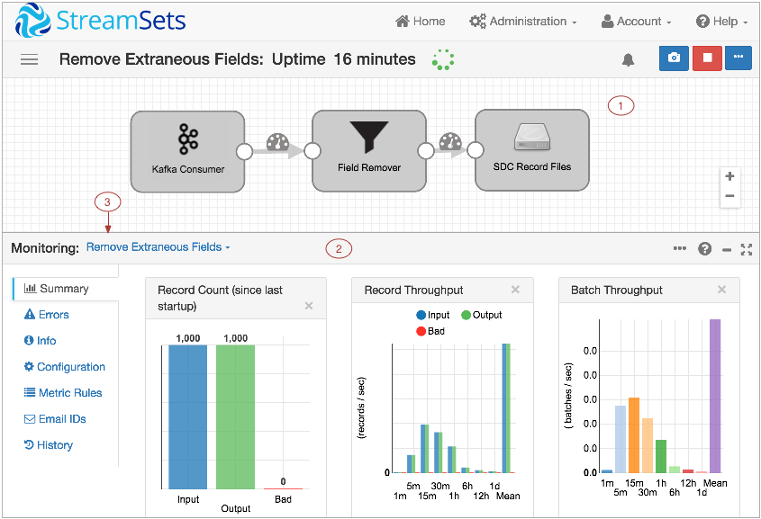 StreamSets
Home Administration Account Help
Remove Extraneous Fields: Uptime 16 minutes
1
Kafka Consumer
Field Remover
SDC Record Files
+
−
3
Monitoring: Remove Extraneous Fields
2
Summary
Errors
Info
Configuration
Metric Rules
Email IDs
History
Record Count (since last
startup)
1,000 1,000
0
Input Bad
Output
Record Throughput
Input Output
Bad
(records / sec)
0
5m 30m 6h 1d
1m 15m 1h 12h Mean
Batch Throughput
( batches / sec)
0.0
0.0
0.0
0.0
0.0
1m 15m 1h 12h Mean
5m 30m 6h 1d